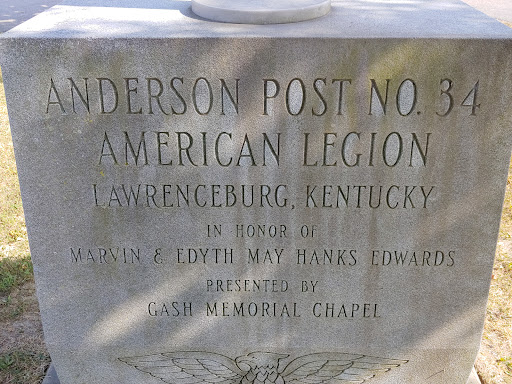 ANDERSON POST NO. 34
AMERICAN LEGION
LAWRENCEBURG, KENTUCKY
IN HONOR OF
MARVIN & EDYTH MAY HANKS EDWARDS
PRESENTED BY
GASH MEMORIAL CHAPEL